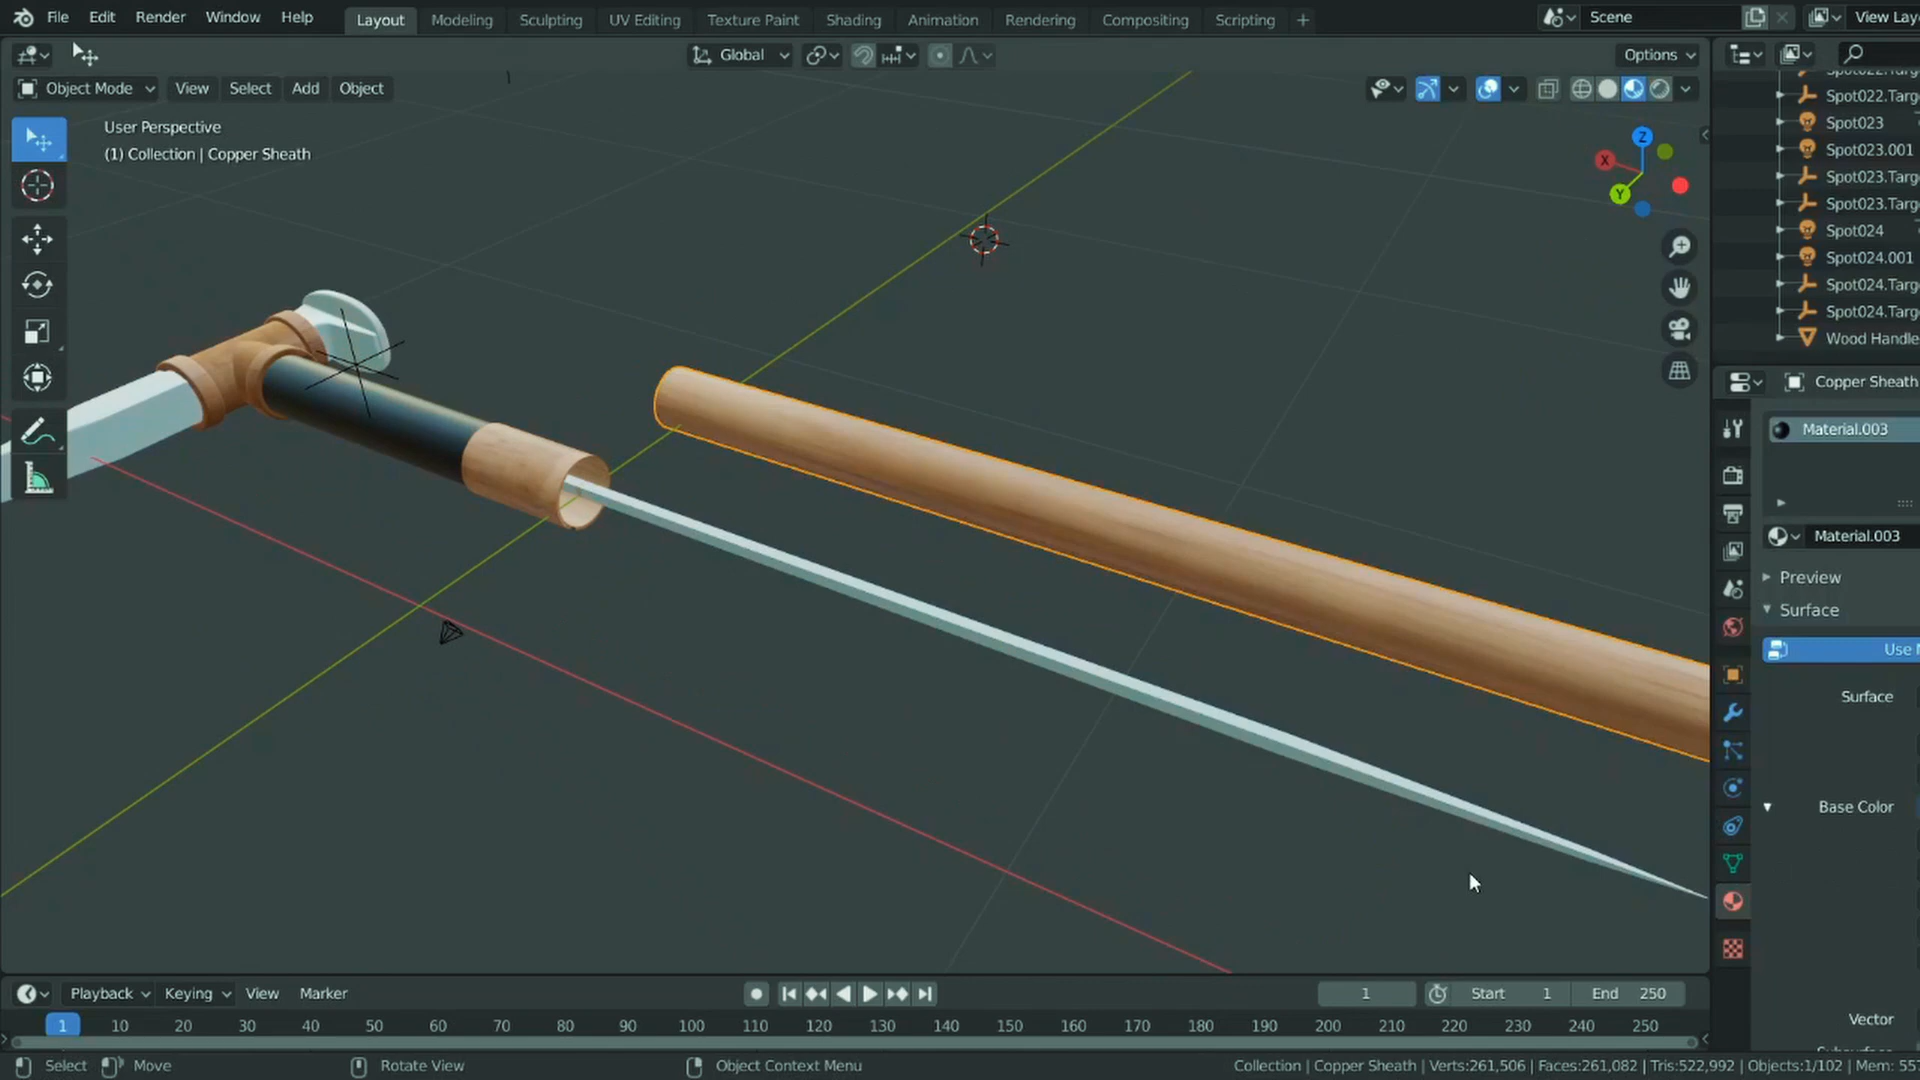 File Edit Render Window Help Layout Modeling Sculpting UV Editing Texture Paint Shading Animation Rendering Compositing Scripting + Scene View Lay
Global Options
Object Mode View Select Add Object
User Perspective
(1) Collection | Copper Sheath
Z
X
Y
Spot022.Targ
Spot023
Spot023.001
Spot023.Targ
Spot023.Targ
Spot024
Spot024.001
Spot024.Targ
Spot024.Targ
Wood Handle
Copper Sheath
Material.003
Material.003
Preview
Surface
Use
Surface
Base Color
Vector
Playback Keying View Marker 1 Start 1 End 250
1 10 20 30 40 50 60 70 80 90 100 110 120 130 140 150 160 170 180 190 200 210 220 230 240 250
Select Move Rotate View Object Context Menu Collection | Copper Sheath | Verts:261,506 | Faces:261,082 | Tris:522,992 | Objects:1/102 | Mem: 55